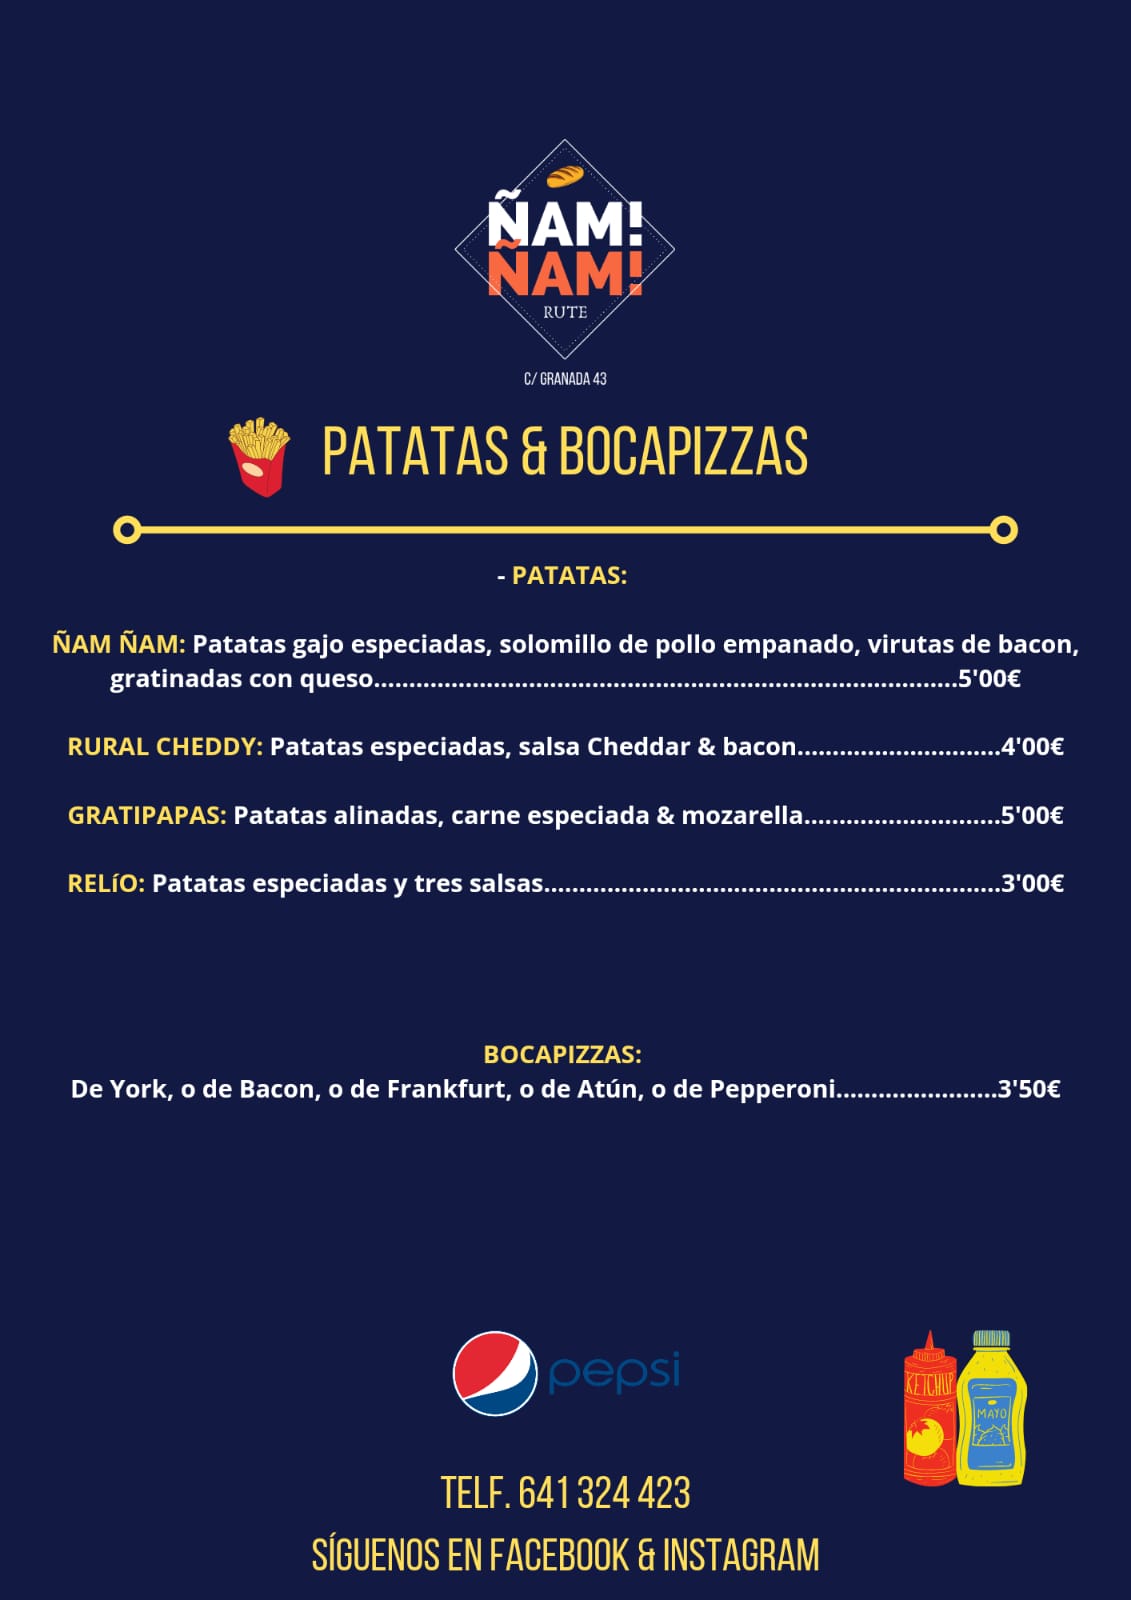 ÑAM!
ÑAM!
RUTE
C/ GRANADA 43
PATATAS & BOCAPIZZAS
- PATATAS:
ÑAM ÑAM: Patatas gajo especiadas, solomillo de pollo empanado, virutas de bacon,
gratinadas con queso...................................................................................5'00€
RURAL CHEDDY: Patatas especiadas, salsa Cheddar & bacon.............................4'00€
GRATIPAPAS: Patatas alinadas, carne especiada & mozarella............................5'00€
RELíO: Patatas especiadas y tres salsas.................................................................3'00€
BOCAPIZZAS:
De York, o de Bacon, o de Frankfurt, o de Atún, o de Pepperoni.......................3'50€
pepsi
KETCHUP
MAYO
TELF. 641 324 423
SÍGUENOS EN FACEBOOK & INSTAGRAM